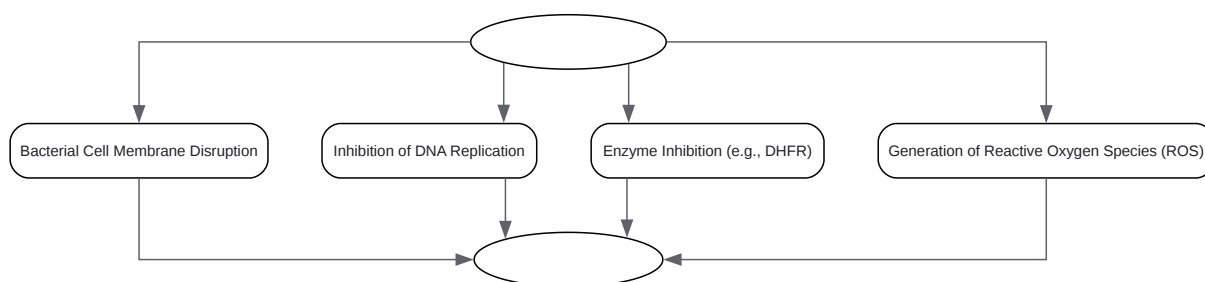 Bacterial Cell Membrane Disruption
Inhibition of DNA Replication
Enzyme Inhibition (e.g., DHFR)
Generation of Reactive Oxygen Species (ROS)